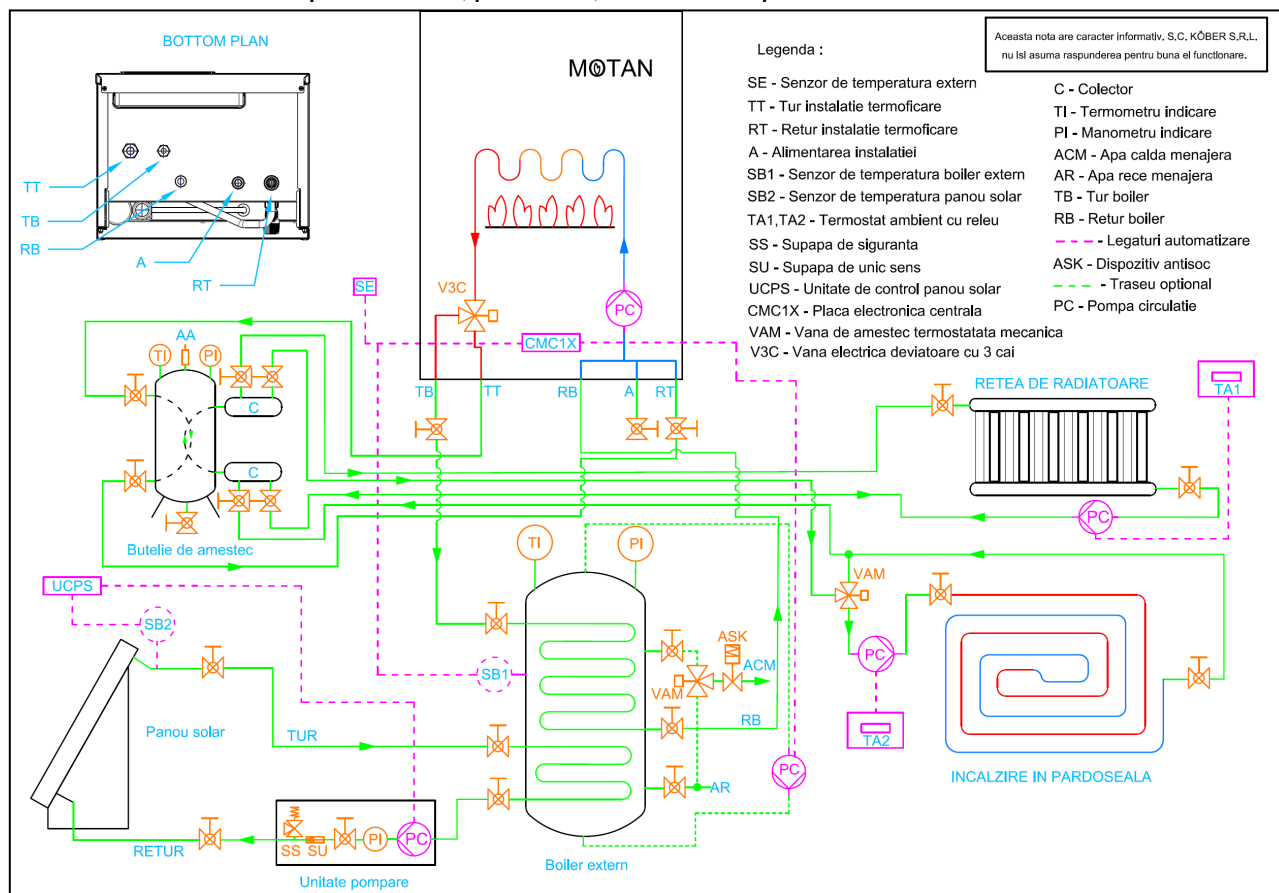 BOTTOM PLAN
TT
TB
RB
A
RT
MOTAN
Legenda :
SE - Senzor de temperatura extern
TT - Tur instalatie termoficare
RT - Retur instalatie termoficare
A - Alimentarea instalatiei
SB1 - Senzor de temperatura boiler extern
SB2 - Senzor de temperatura panou solar
TA1,TA2 - Termostat ambient cu releu
SS - Supapa de siguranta
SU - Supapa de unic sens
UCPS - Unitate de control panou solar
CMC1X - Placa electronica centrala
VAM - Vana de amestec termostatata mecanica
V3C - Vana electrica deviatoare cu 3 cai
Aceasta nota are caracter informativ. S.C. KÖBER S.R.L.
nu isi asuma raspunderea pentru buna ei functionare.
C - Colector
TI - Termometru indicare
PI - Manometru indicare
ACM - Apa calda menajera
AR - Apa rece menajera
TB - Tur boiler
RB - Retur boiler
- Legaturi automatizare
ASK - Dispozitiv antisoc
- Traseu optional
PC - Pompa circulatie
SE
V3C
PC
CMC1X
TB
TT
RB
A
RT
AA
TI
PI
C
C
Butelie de amestec
RETEA DE RADIATOARE
TA1
PC
UCPS
SB2
Panou solar
TUR
RETUR
SS
SU
PI
PC
Unitate pompare
TI
PI
SB1
Boiler extern
ASK
VAM
ACM
RB
AR
PC
VAM
PC
TA2
INCALZIRE IN PARDOSEALA